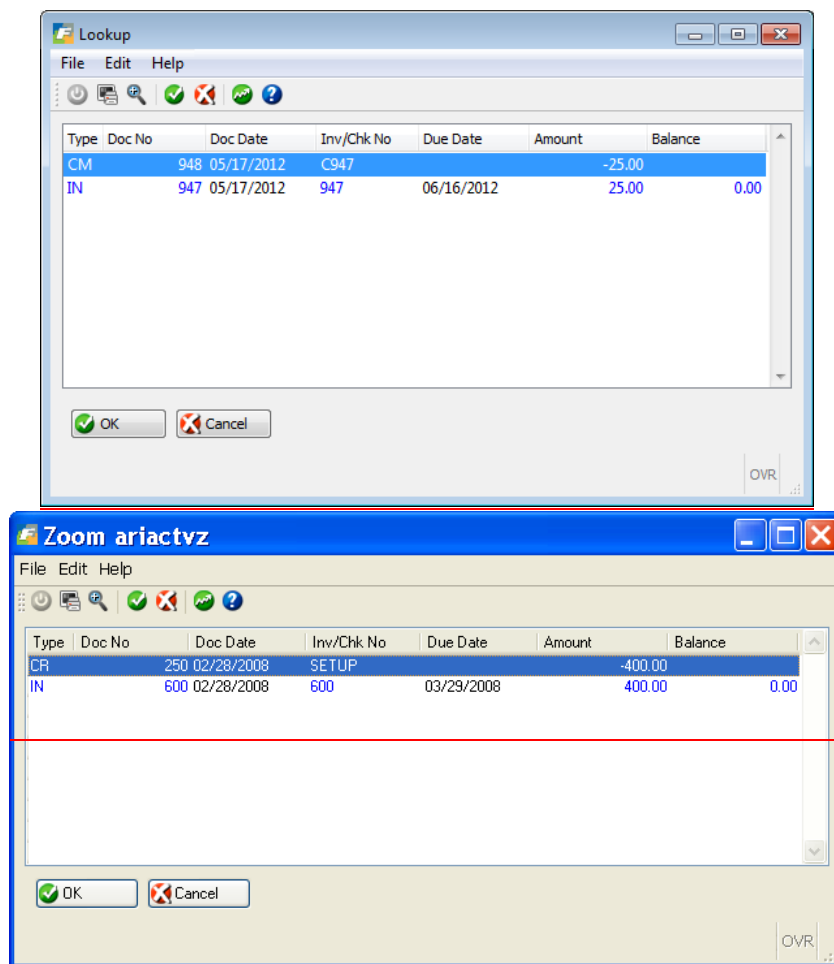 Lookup
File Edit Help
Type Doc No Doc Date Inv/Chk No Due Date Amount Balance
CM 948 05/17/2012 C947 -25.00
IN 947 05/17/2012 947 06/16/2012 25.00 0.00
OK Cancel
OVR
Zoom ariactvz
File Edit Help
Type Doc No Doc Date Inv/Chk No Due Date Amount Balance
CR 250 02/28/2008 SETUP -400.00
IN 600 02/28/2008 600 03/29/2008 400.00 0.00
OK Cancel
OVR